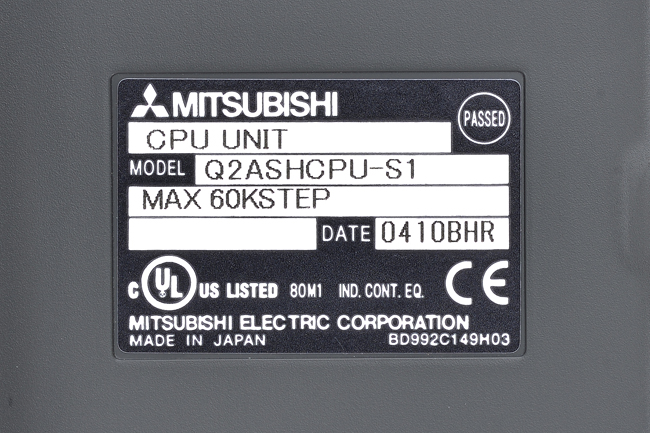 MITSUBISHI
PASSED
CPU UNIT
MODEL Q2ASHCPU-S1
MAX 60KSTEP
DATE 0410BHR
C UL US LISTED 80M1 IND. CONT. EQ. CE
MITSUBISHI ELECTRIC CORPORATION
MADE IN JAPAN BD992C149H03